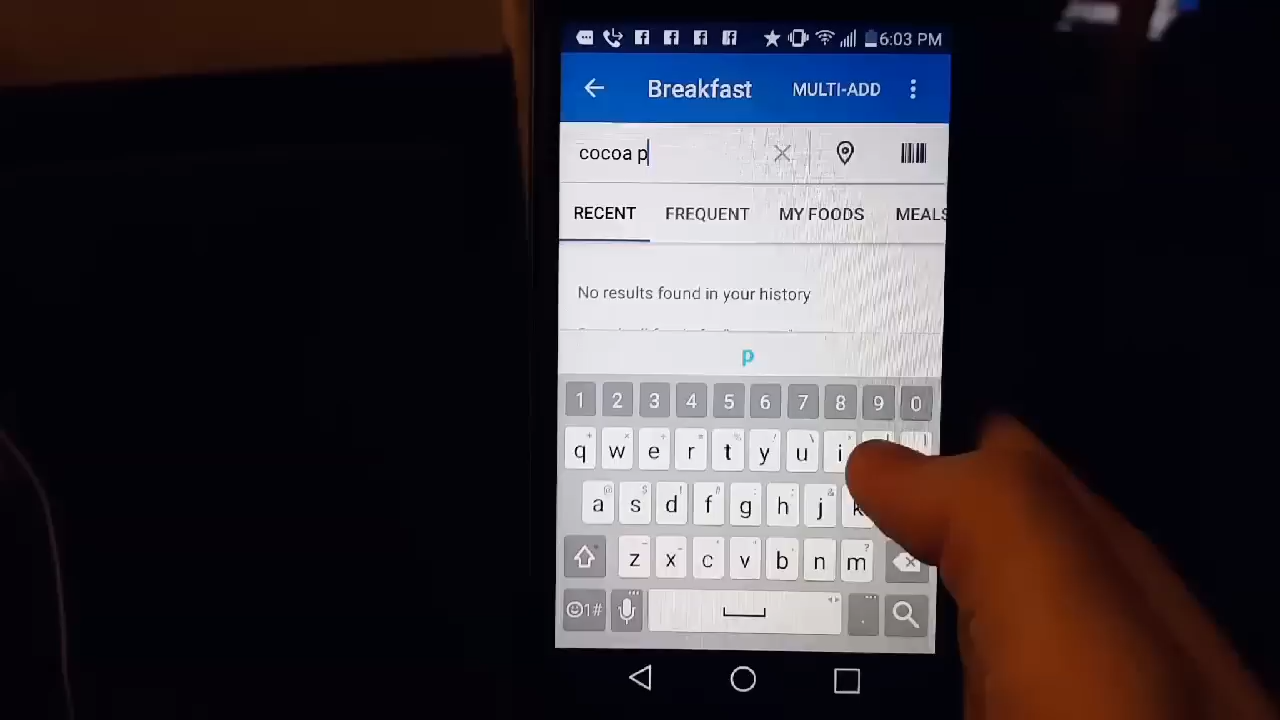 6:03 PM
Breakfast MULTI-ADD
cocoa p
RECENT FREQUENT MY FOODS MEALS
No results found in your history
p
1 2 3 4 5 6 7 8 9 0
q w e r t y u i
a s d f g h j k
z x c v b n m
1# .